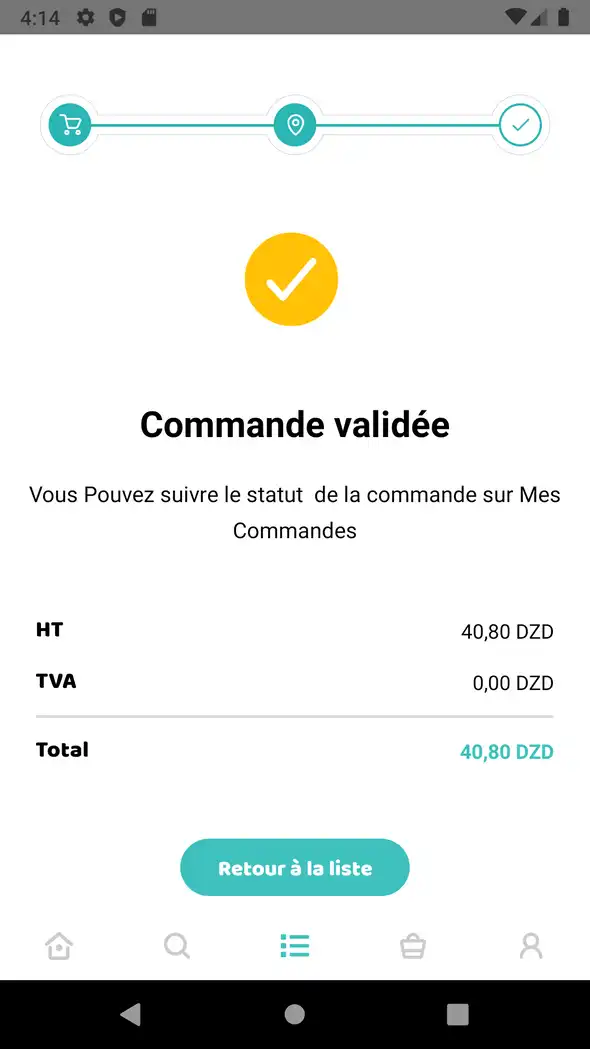 4:14
Commande validée
Vous Pouvez suivre le statut  de la commande sur Mes
Commandes
HT 40,80 DZD
TVA 0,00 DZD
Total 40,80 DZD
Retour à la liste